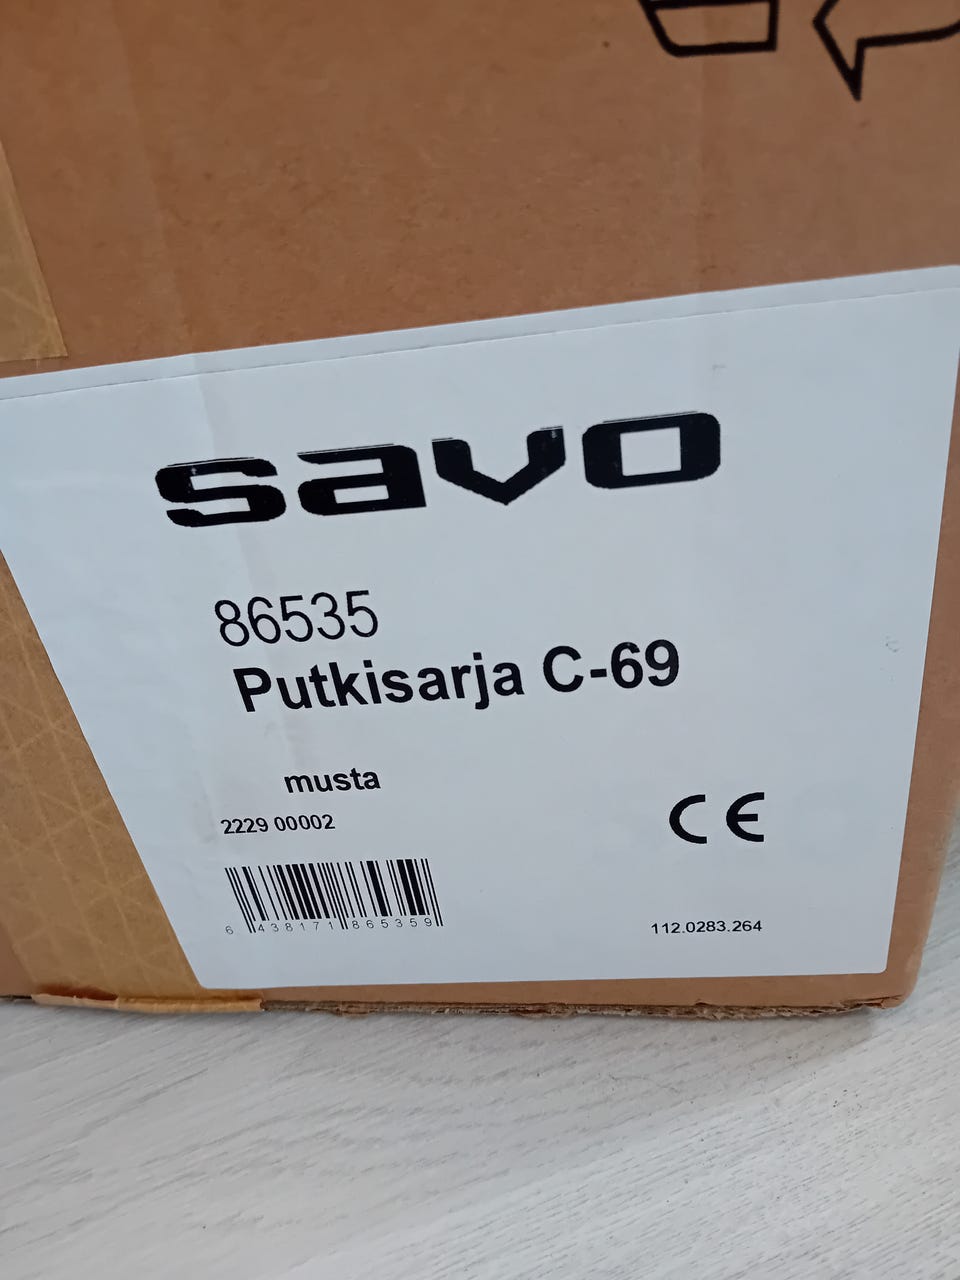 savo
86535
Putkisarja C-69
musta
2229 00002
CE
6 438171 865359
112.0283.264